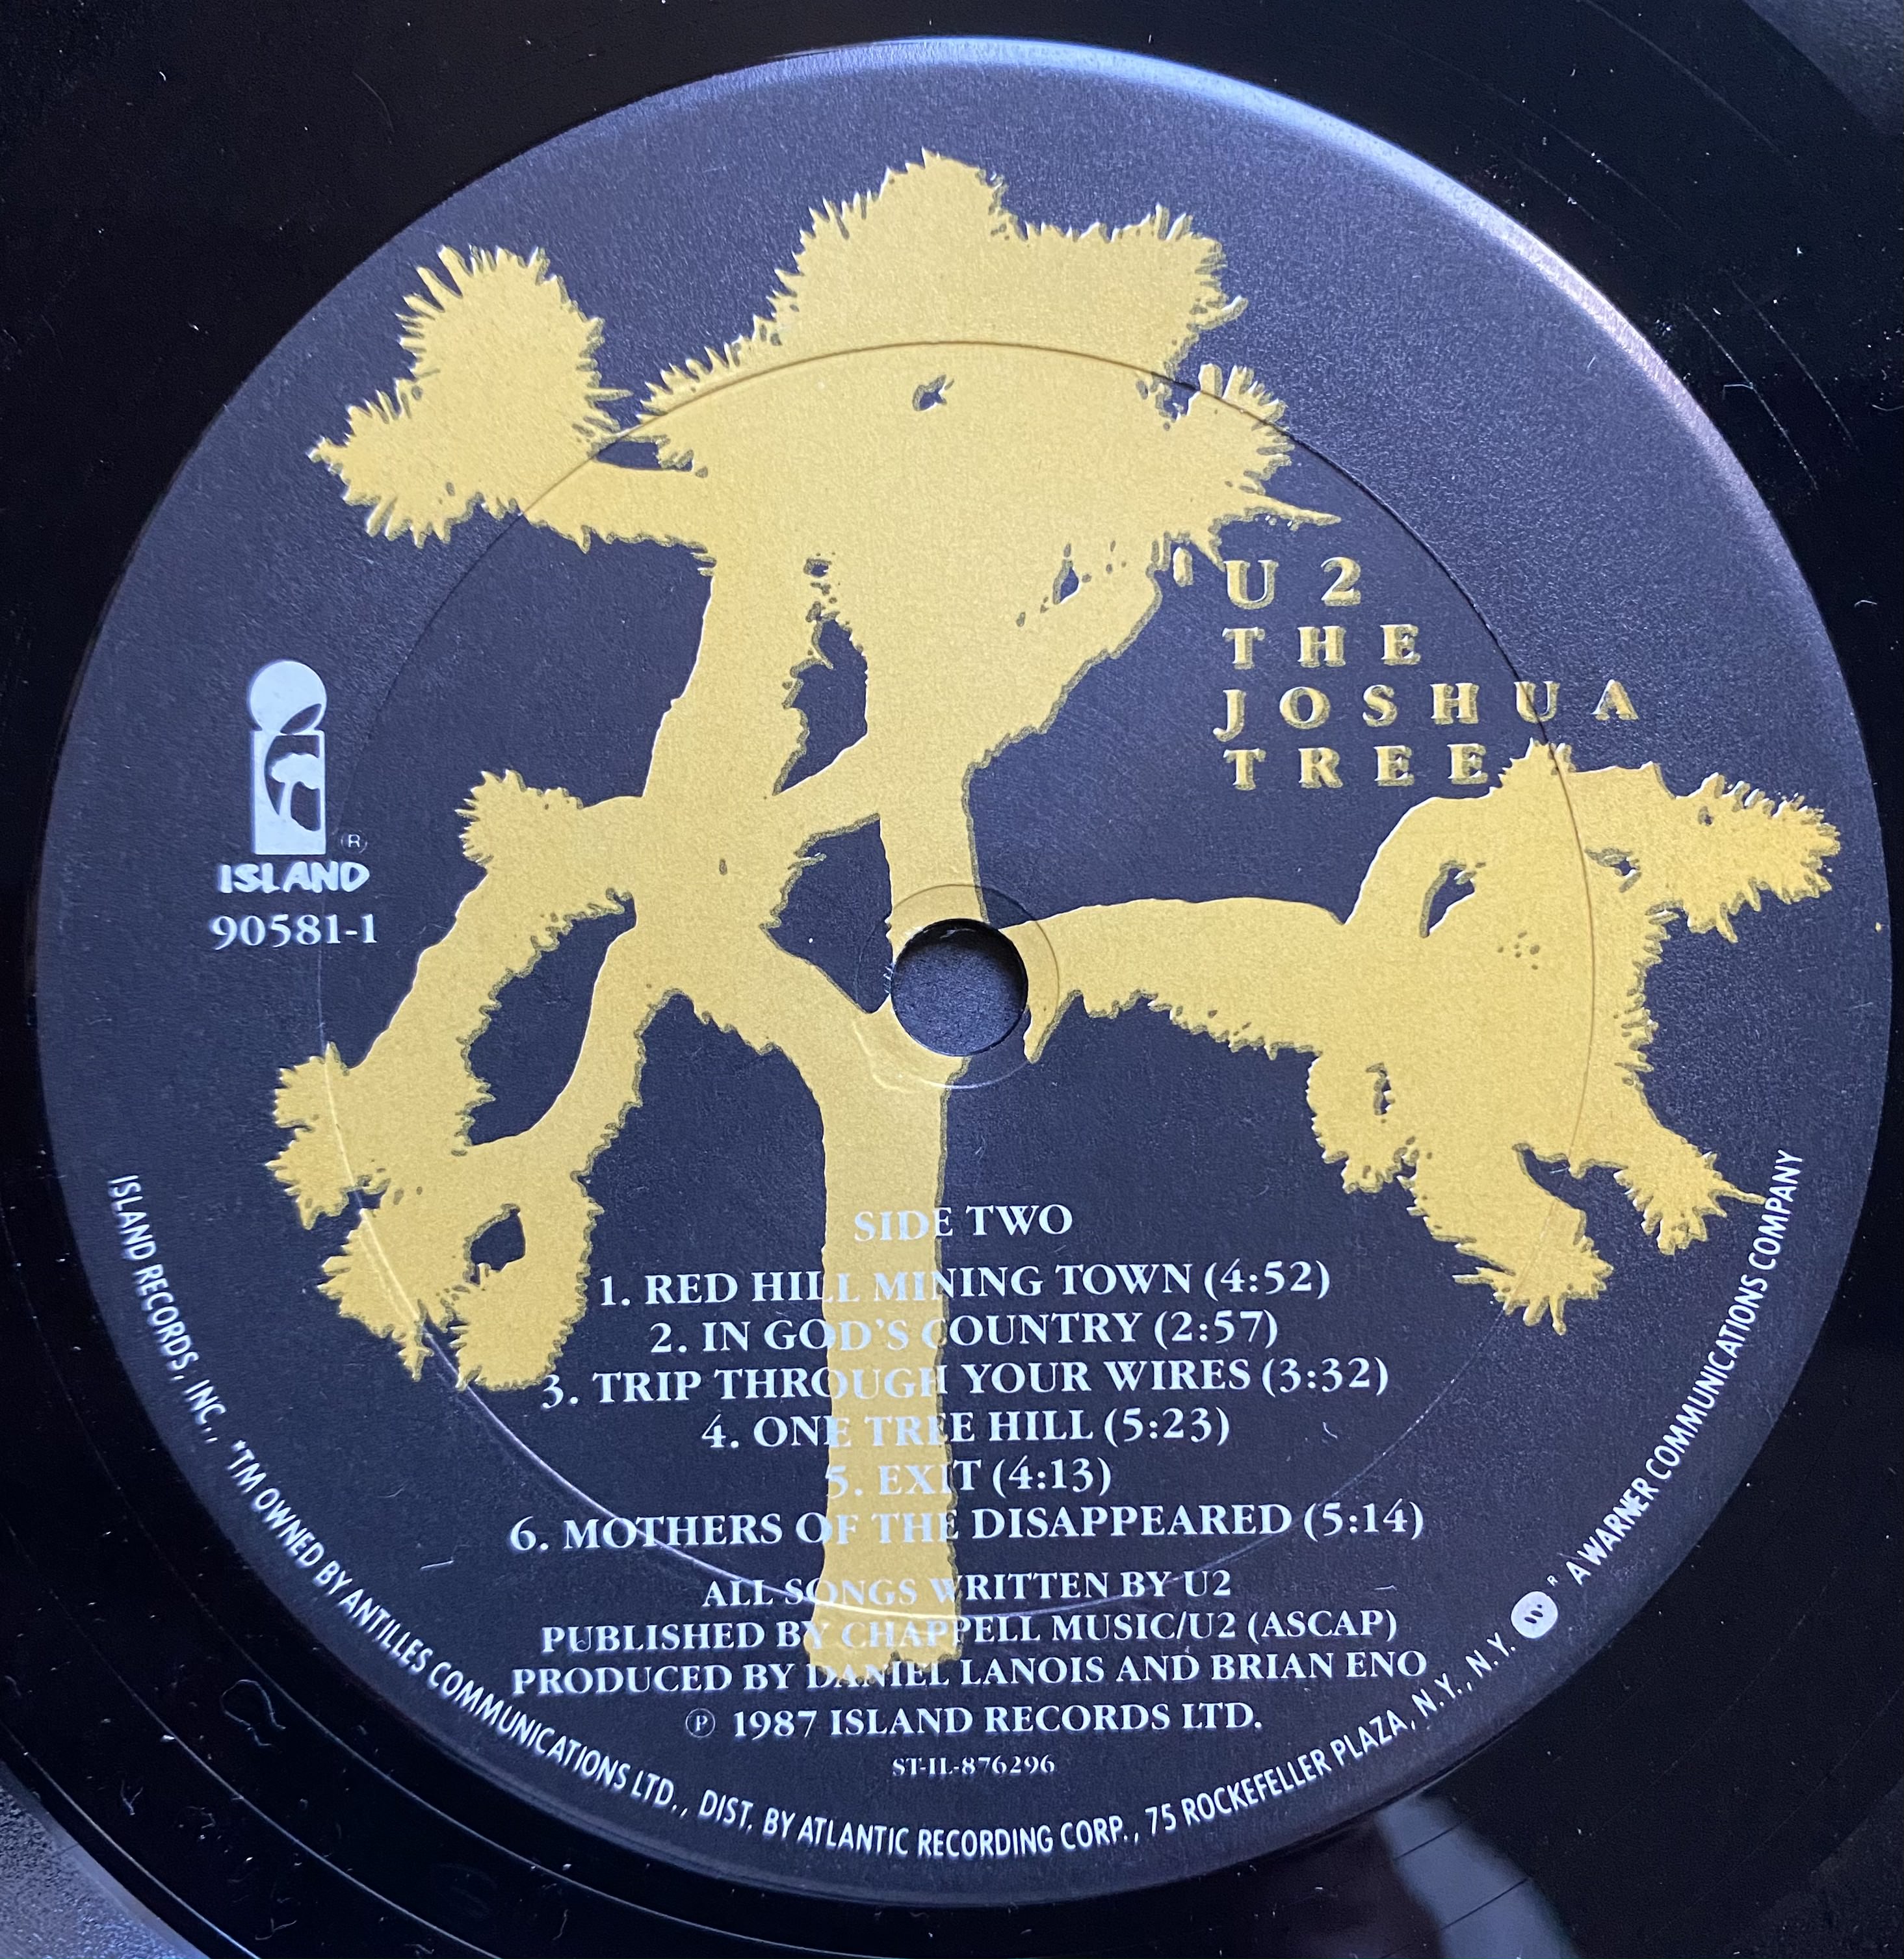 U 2
THE
JOSHUA
TREE
®
ISLAND
90581-1
SIDE TWO
1. RED HILL MINING TOWN (4:52)
2. IN GOD'S COUNTRY (2:57)
3. TRIP THROUGH YOUR WIRES (3:32)
4. ONE TREE HILL (5:23)
5. EXIT (4:13)
6. MOTHERS OF THE DISAPPEARED (5:14)
ALL SONGS WRITTEN BY U2
PUBLISHED BY CHAPPELL MUSIC/U2 (ASCAP)
PRODUCED BY DANIEL LANOIS AND BRIAN ENO
℗ 1987 ISLAND RECORDS LTD.
ST-IL-876296
ISLAND RECORDS, INC., *TM OWNED BY ANTILLES COMMUNICATIONS LTD., DIST. BY ATLANTIC RECORDING CORP., 75 ROCKEFELLER PLAZA, N.Y., N.Y. ® A WARNER COMMUNICATIONS COMPANY